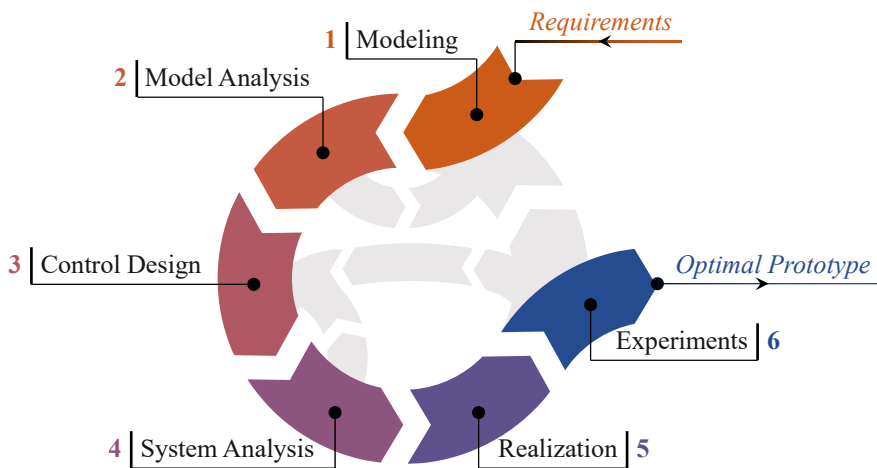 Requirements
1 Modeling
2 Model Analysis
3 Control Design
Optimal Prototype
Experiments 6
4 System Analysis
Realization 5